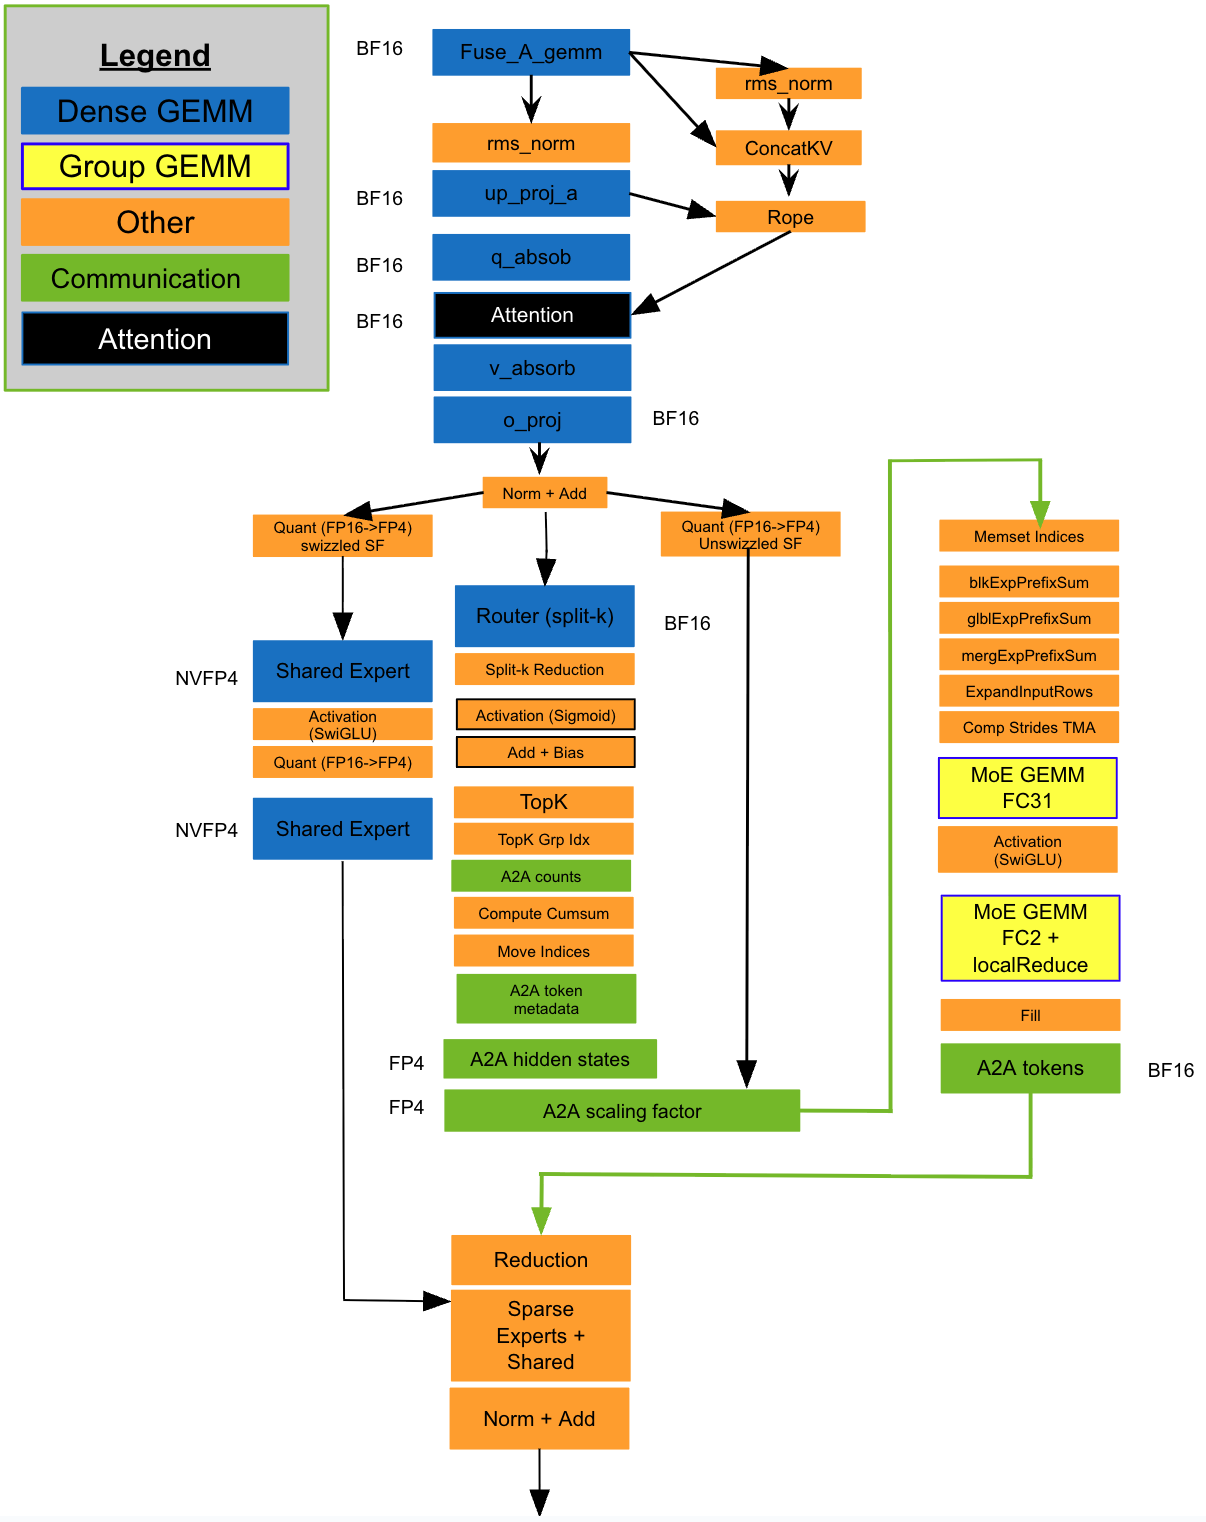 Legend
Dense GEMM
Group GEMM
Other
Communication
Attention
BF16
Fuse_A_gemm
rms_norm
rms_norm
ConcatKV
BF16
up_proj_a
Rope
BF16
q_absob
BF16
Attention
v_absorb
o_proj
BF16
Norm + Add
Quant (FP16->FP4)
swizzled SF
Quant (FP16->FP4)
Unswizzled SF
NVFP4
Shared Expert
Activation
(SwiGLU)
Quant (FP16->FP4)
NVFP4
Shared Expert
Router (split-k)
BF16
Split-k Reduction
Activation (Sigmoid)
Add + Bias
TopK
TopK Grp Idx
A2A counts
Compute Cumsum
Move Indices
A2A token
metadata
FP4
A2A hidden states
FP4
A2A scaling factor
Memset Indices
blkExpPrefixSum
glblExpPrefixSum
mergExpPrefixSum
ExpandInputRows
Comp Strides TMA
MoE GEMM
FC31
Activation
(SwiGLU)
MoE GEMM
FC2 +
localReduce
Fill
A2A tokens
BF16
Reduction
Sparse
Experts +
Shared
Norm + Add